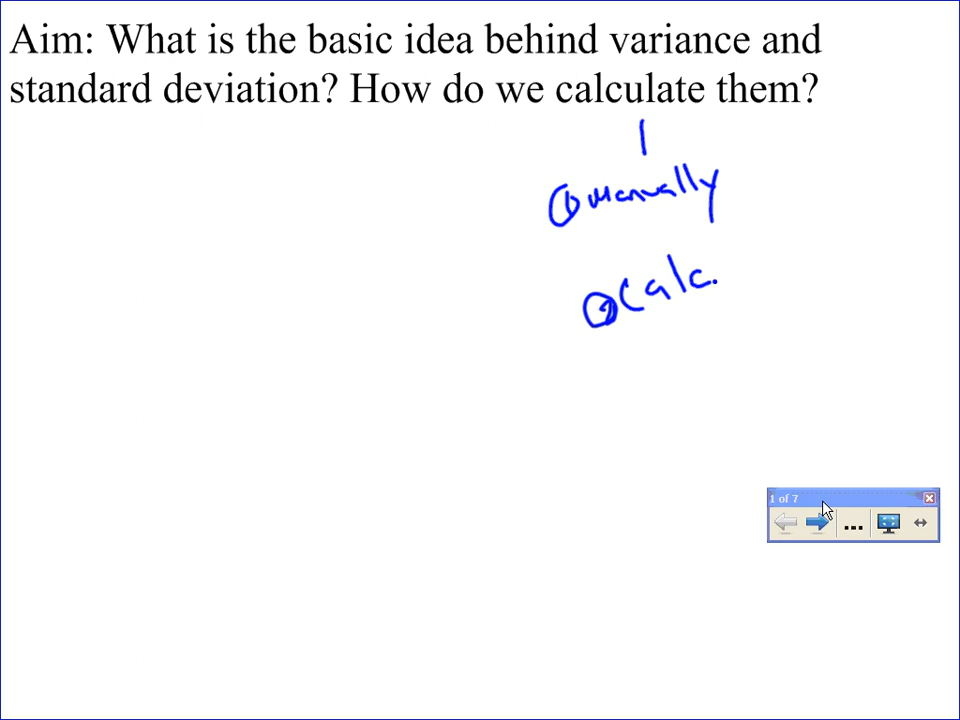 Aim: What is the basic idea behind variance and
standard deviation? How do we calculate them?
① Manually
② Calc.
1 of 7
...